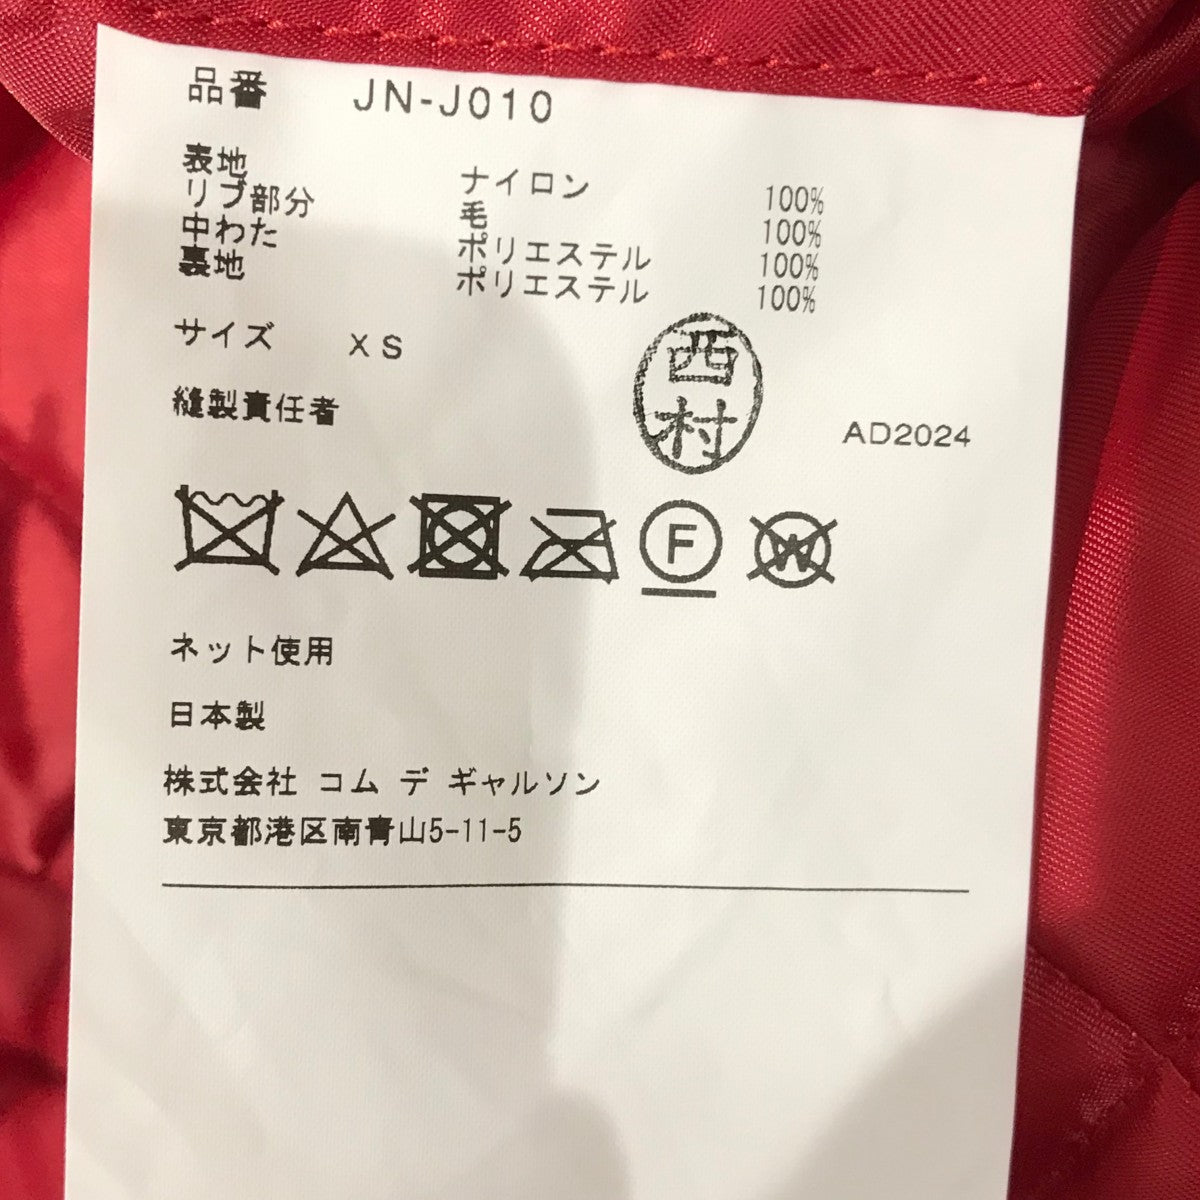 品番 JN-J010
表地 ナイロン 100%
リブ部分 毛 100%
中わた ポリエステル 100%
裏地 ポリエステル 100%
サイズ XS
縫製責任者 西村 AD2024
F W
ネット使用
日本製
株式会社 コム デ ギャルソン
東京都港区南青山5-11-5